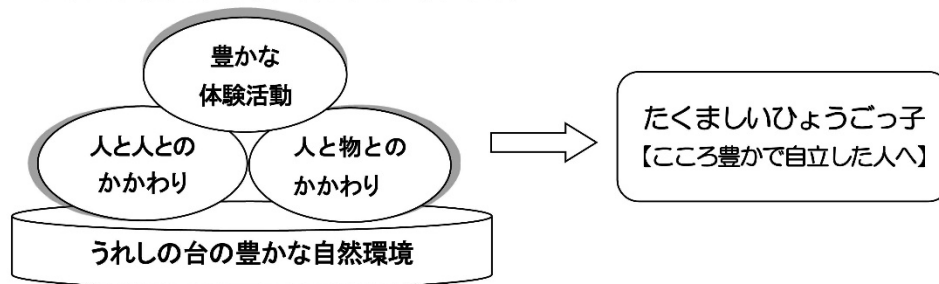 豊かな
体験活動
人と人との
かかわり
人と物との
かかわり
うれしの台の豊かな自然環境
たくましいひょうごっ子
【こころ豊かで自立した人へ】